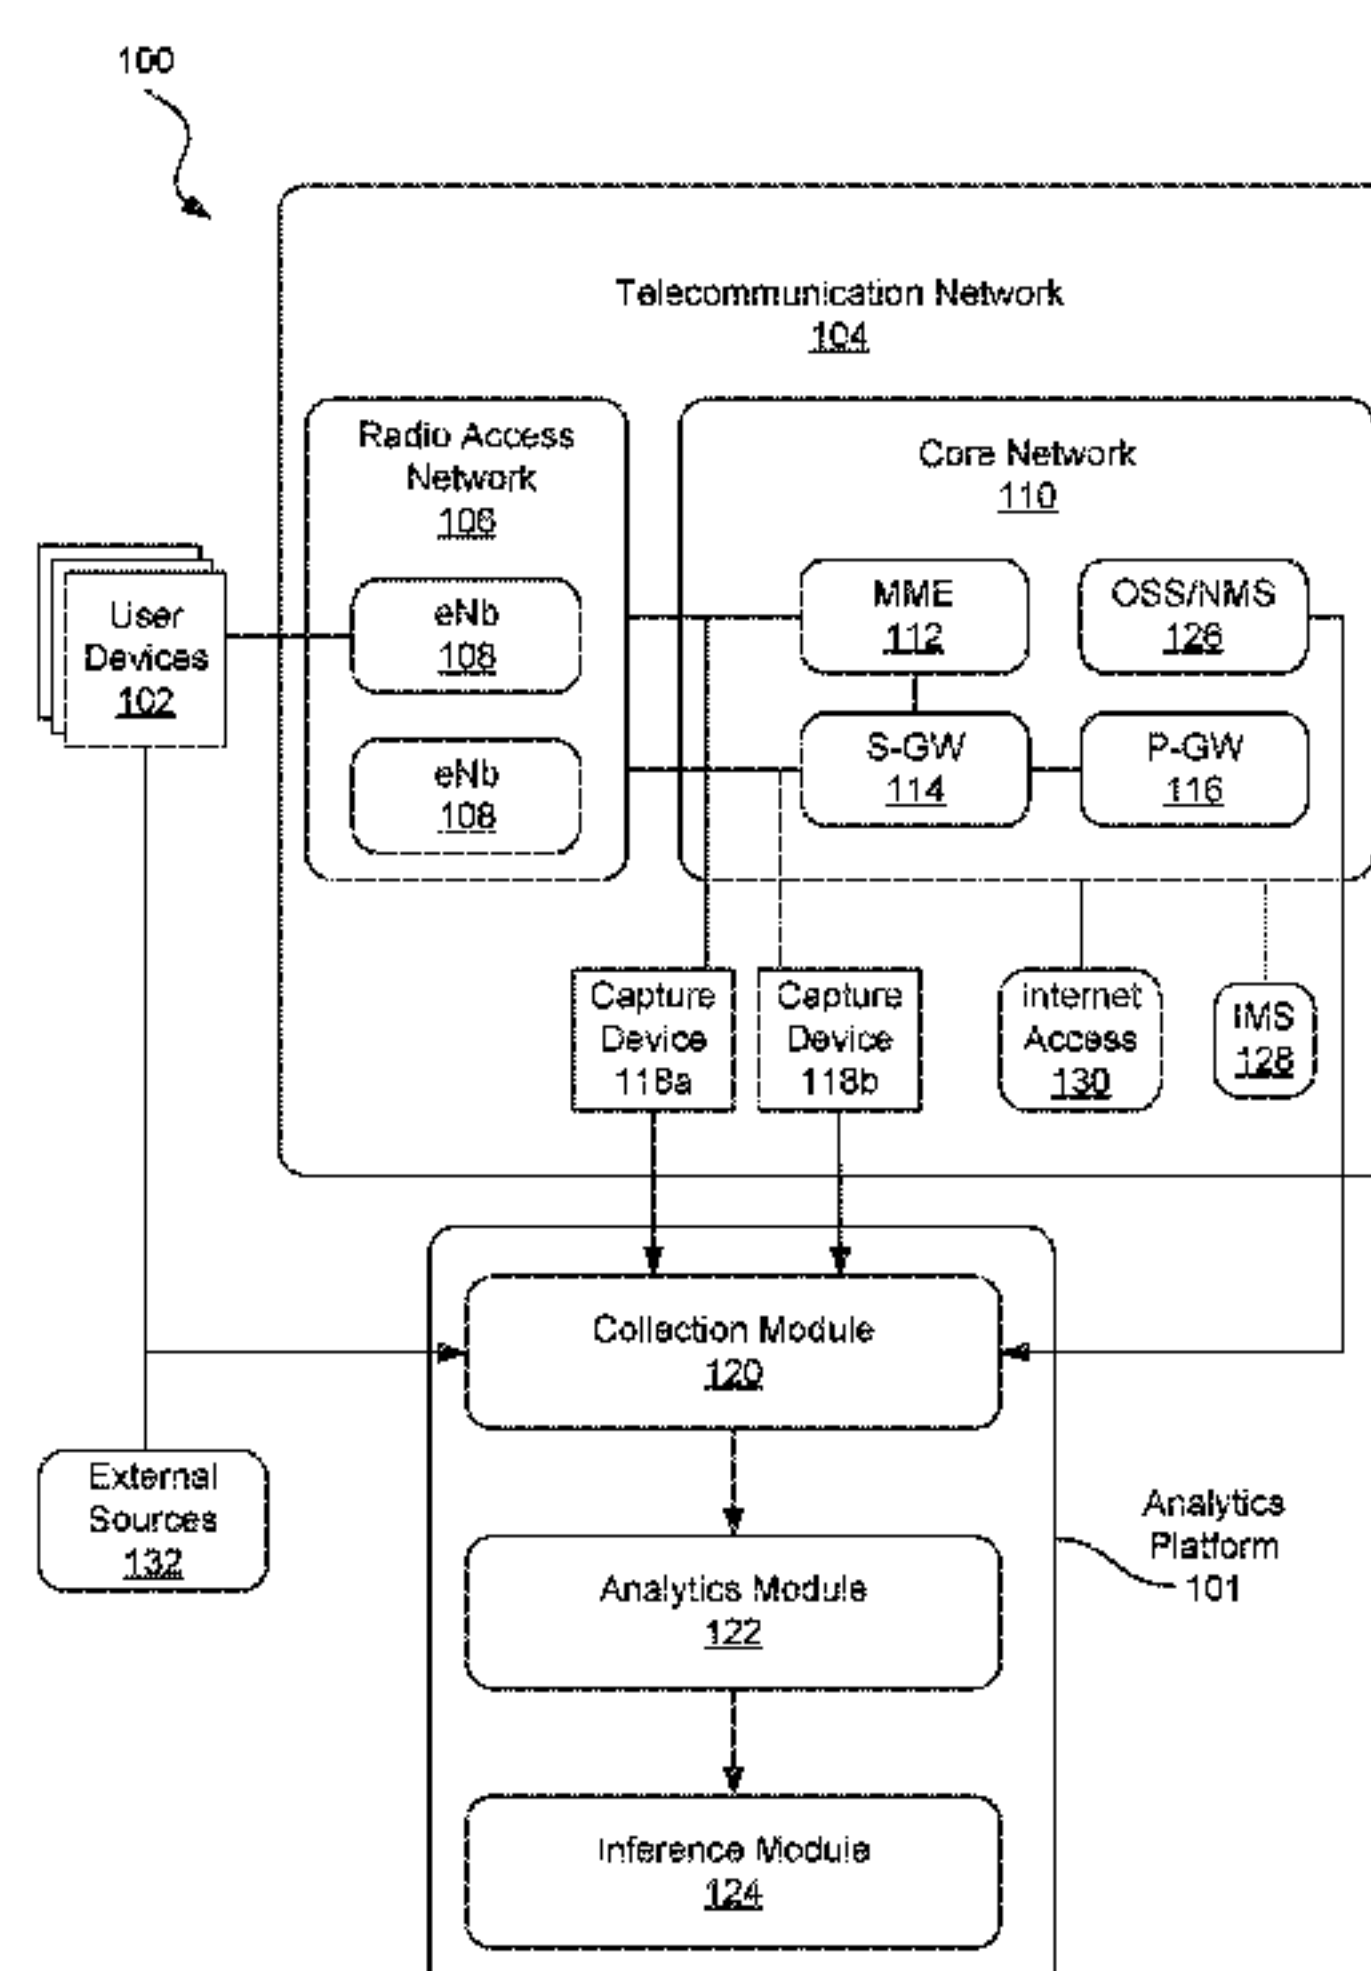 100
Telecommunication Network
104
Radio Access
Network
106
Core Network
110
User
Devices
102
eNb
108
eNb
108
MME
112
OSS/NMS
126
S-GW
114
P-GW
116
Capture
Device
118a
Capture
Device
118b
Internet
Access
130
IMS
128
Collection Module
120
External
Sources
132
Analytics
Platform
101
Analytics Module
122
Inference Module
124